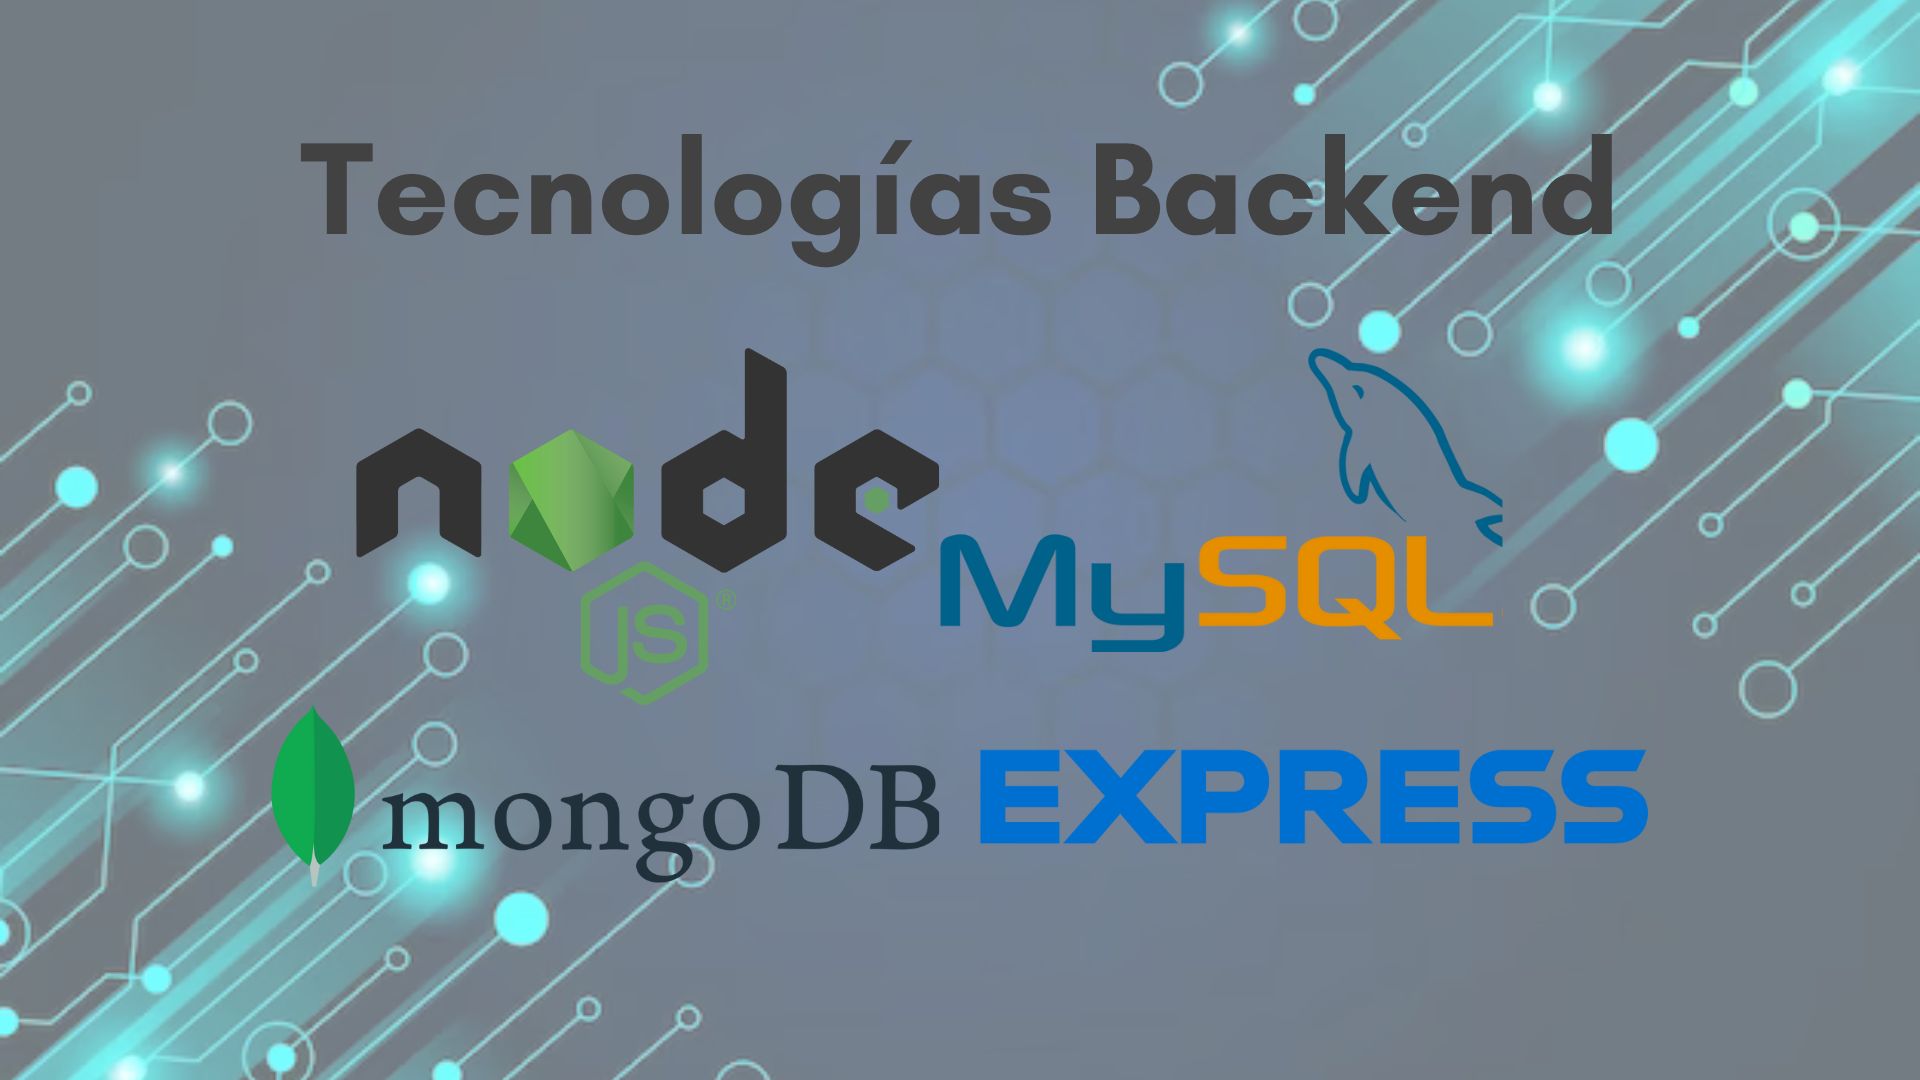 Tecnologías Backend
node
JS®
MySQL
mongoDB
EXPRESS